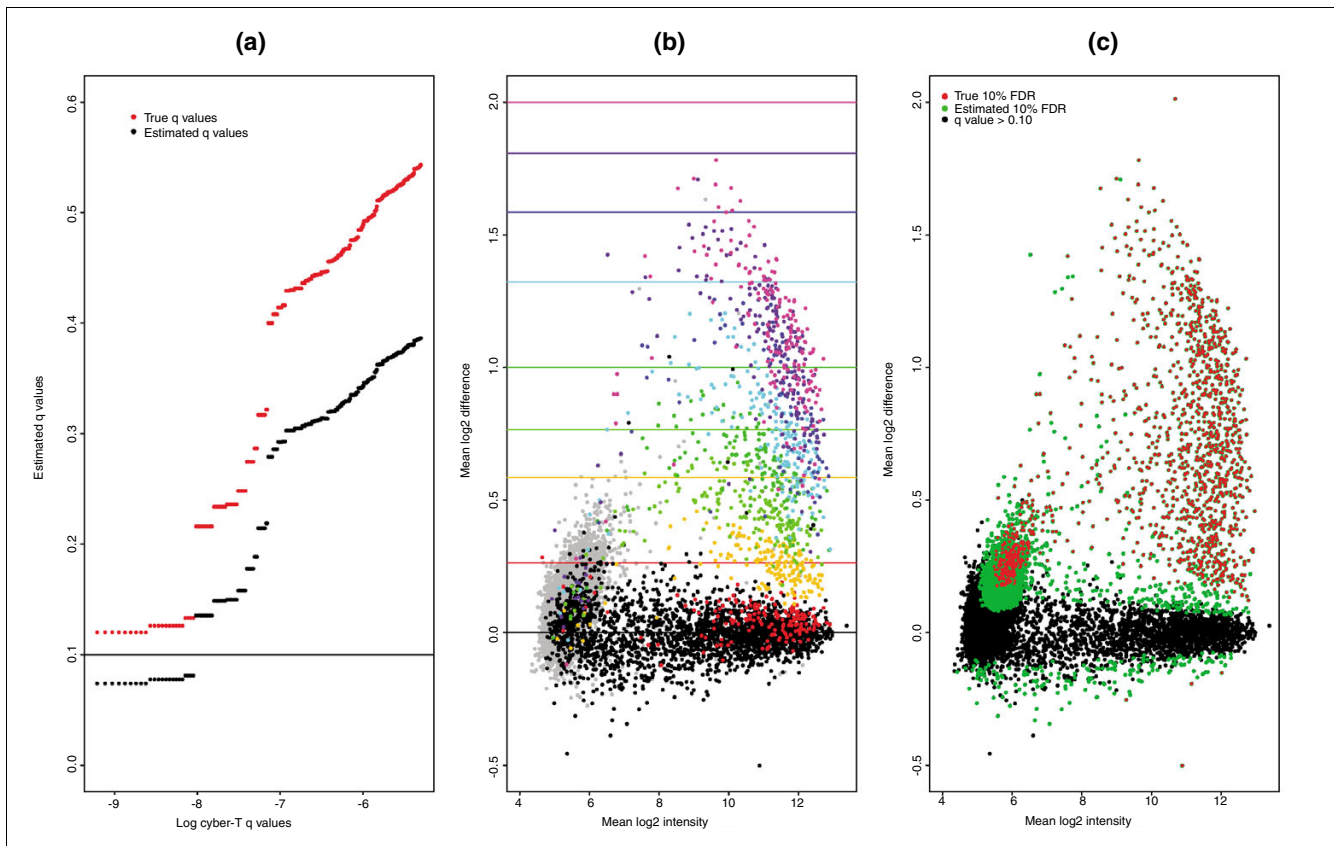 (a)
(b)
(c)
True q values
Estimated q values
Estimated q values
0.6
0.5
0.4
0.3
0.2
0.1
0.0
-9
-8
-7
-6
Log cyber-T q values
Mean log2 difference
2.0
1.5
1.0
0.5
0.0
-0.5
4
6
8
10
12
Mean log2 intensity
True 10% FDR
Estimated 10% FDR
q value > 0.10
Mean log2 difference
2.0
1.5
1.0
0.5
0.0
-0.5
4
6
8
10
12
Mean log2 intensity